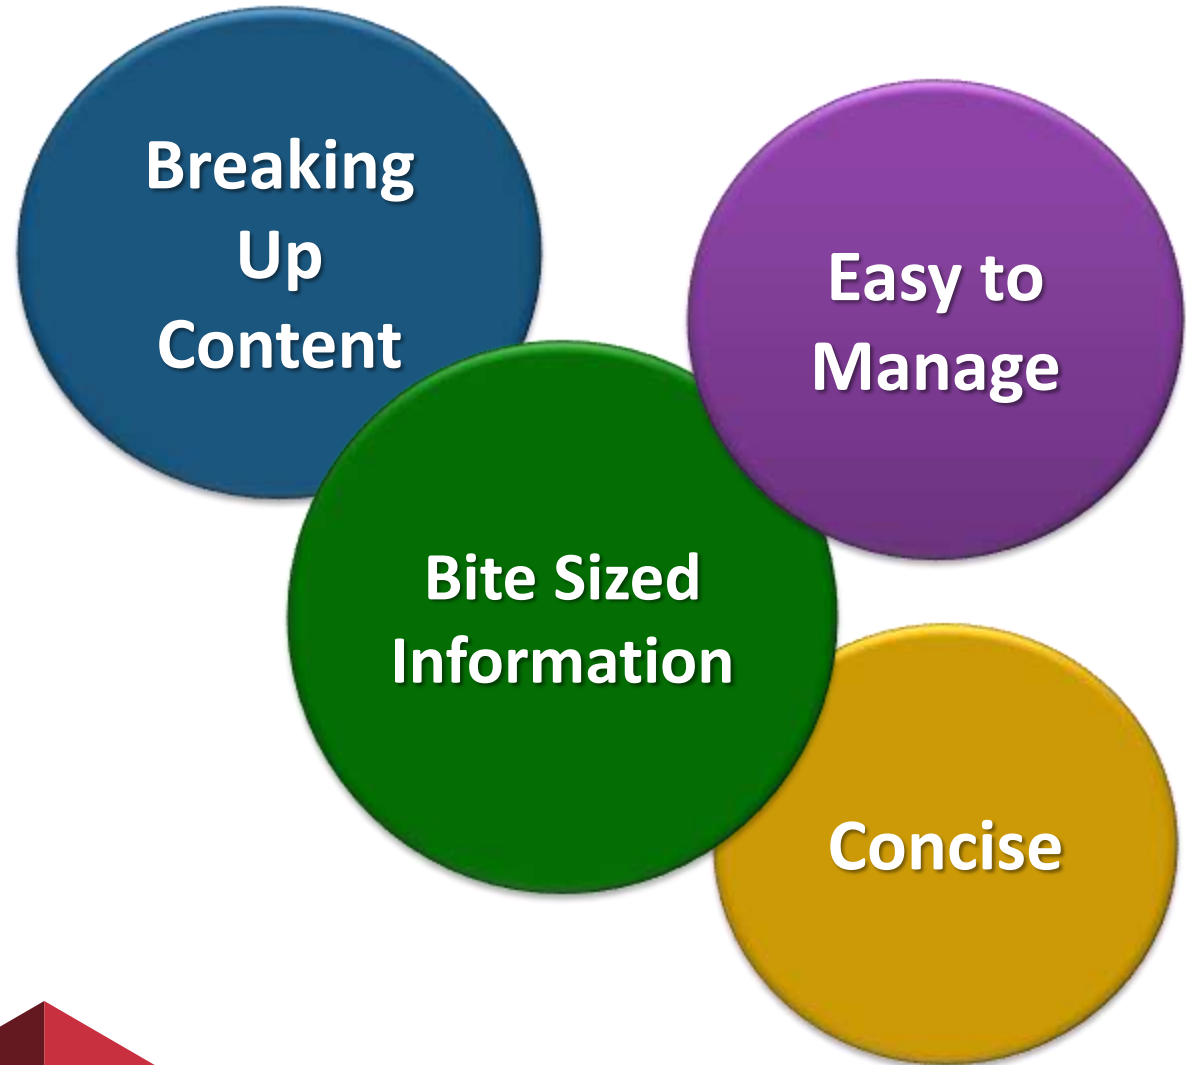 Breaking
Up
Content
Easy to
Manage
Bite Sized
Information
Concise